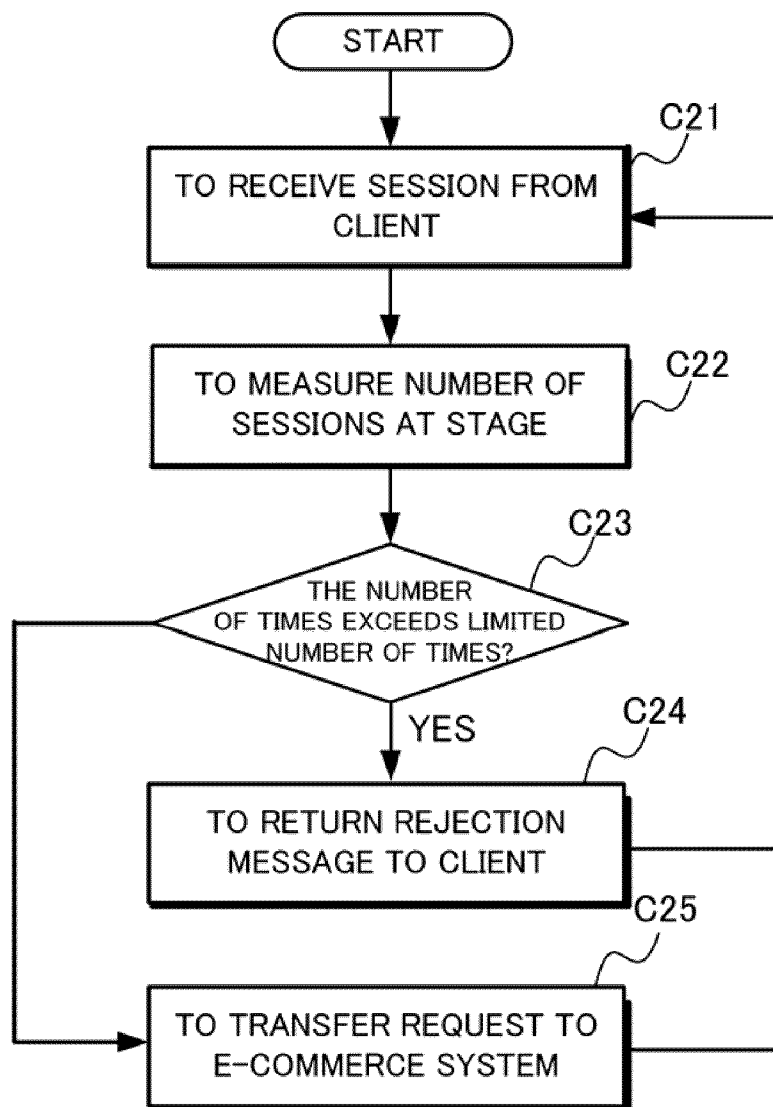 START
C21
TO RECEIVE SESSION FROM
CLIENT
C22
TO MEASURE NUMBER OF
SESSIONS AT STAGE
C23
THE NUMBER
OF TIMES EXCEEDS LIMITED
NUMBER OF TIMES?
YES
C24
TO RETURN REJECTION
MESSAGE TO CLIENT
C25
TO TRANSFER REQUEST TO
E-COMMERCE SYSTEM